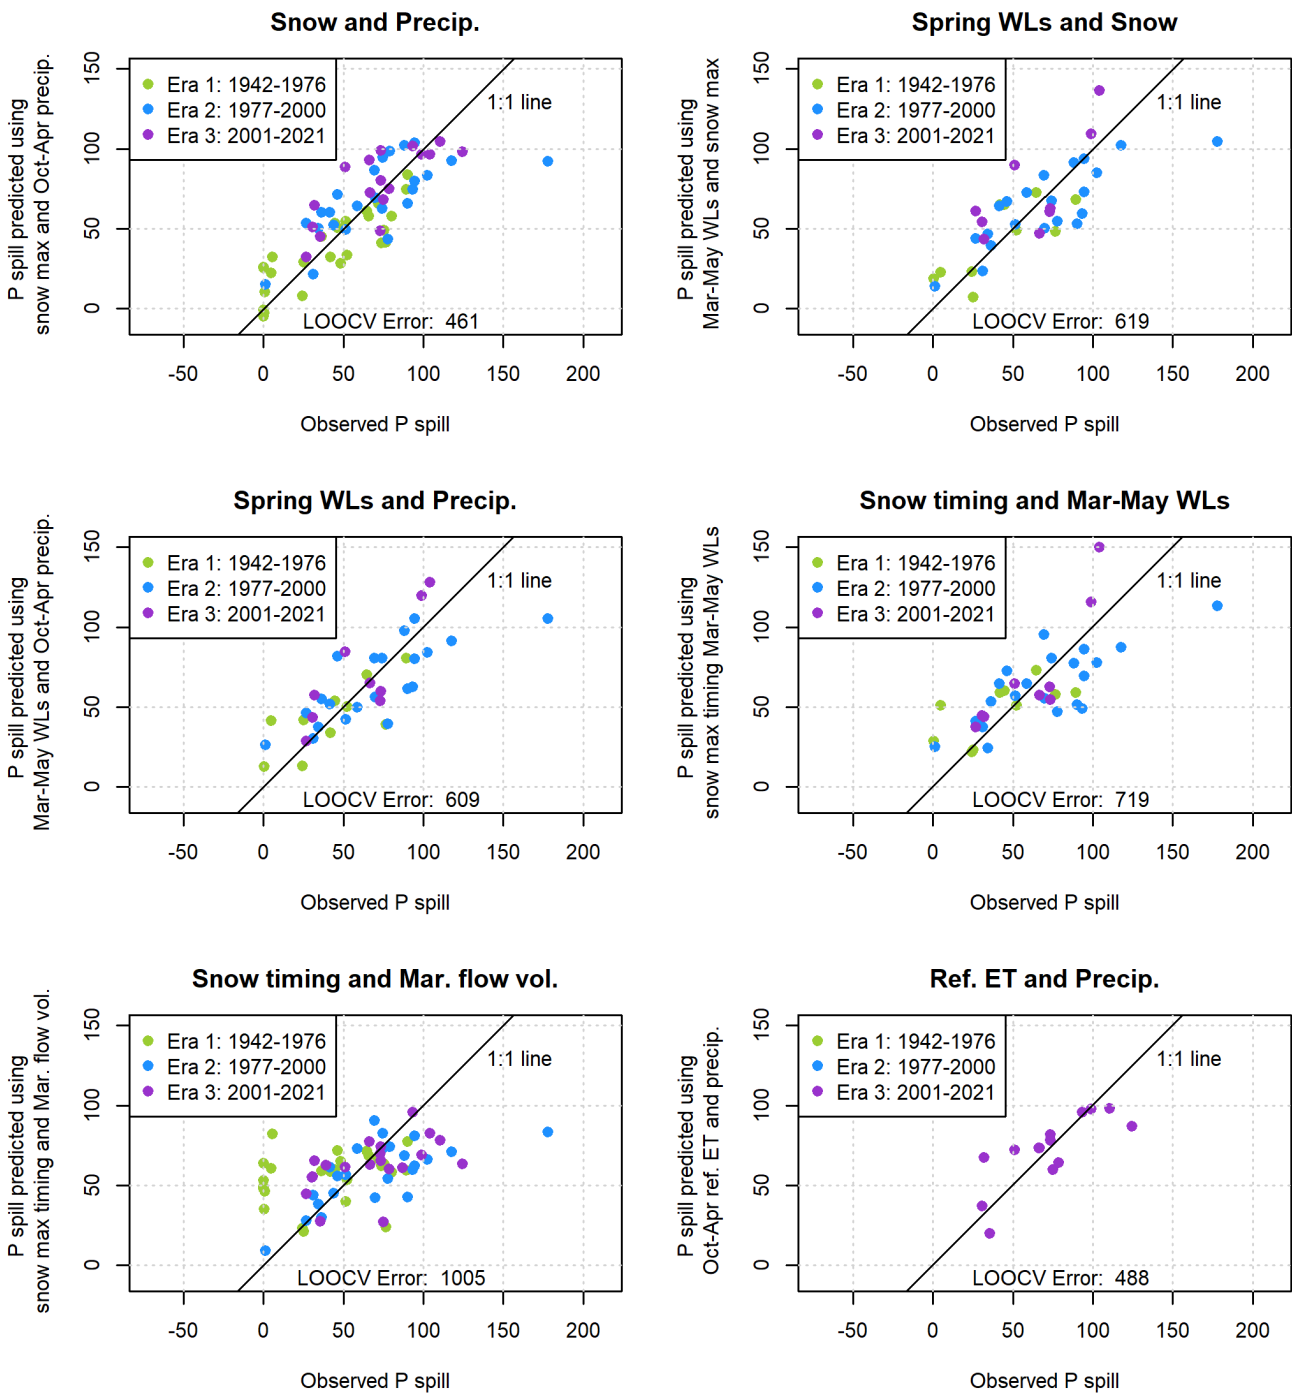 Snow and Precip.
P spill predicted using
snow max and Oct-Apr precip.
150
100
50
0
Era 1: 1942-1976
Era 2: 1977-2000
Era 3: 2001-2021
1:1 line
LOOCV Error: 461
-50 0 50 100 150 200
Observed P spill
Spring WLs and Snow
P spill predicted using
Mar-May WLs and snow max
150
100
50
0
Era 1: 1942-1976
Era 2: 1977-2000
Era 3: 2001-2021
1:1 line
LOOCV Error: 619
-50 0 50 100 150 200
Observed P spill
Spring WLs and Precip.
P spill predicted using
Mar-May WLs and Oct-Apr precip.
150
100
50
0
Era 1: 1942-1976
Era 2: 1977-2000
Era 3: 2001-2021
1:1 line
LOOCV Error: 609
-50 0 50 100 150 200
Observed P spill
Snow timing and Mar-May WLs
P spill predicted using
snow max timing Mar-May WLs
150
100
50
0
Era 1: 1942-1976
Era 2: 1977-2000
Era 3: 2001-2021
1:1 line
LOOCV Error: 719
-50 0 50 100 150 200
Observed P spill
Snow timing and Mar. flow vol.
P spill predicted using
snow max timing and Mar. flow vol.
150
100
50
0
Era 1: 1942-1976
Era 2: 1977-2000
Era 3: 2001-2021
1:1 line
LOOCV Error: 1005
-50 0 50 100 150 200
Observed P spill
Ref. ET and Precip.
P spill predicted using
Oct-Apr ref. ET and precip.
150
100
50
0
Era 1: 1942-1976
Era 2: 1977-2000
Era 3: 2001-2021
1:1 line
LOOCV Error: 488
-50 0 50 100 150 200
Observed P spill